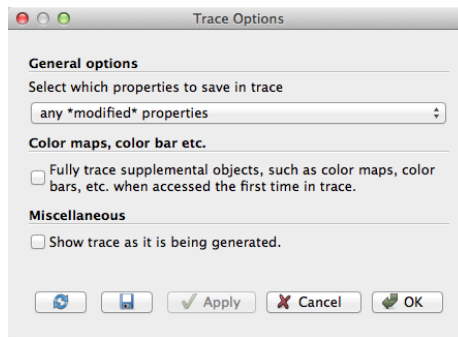 Trace Options
General options
Select which properties to save in trace
any *modified* properties
Color maps, color bar etc.
Fully trace supplemental objects, such as color maps, color
bars, etc. when accessed the first time in trace.
Miscellaneous
Show trace as it is being generated.
Apply
Cancel
OK